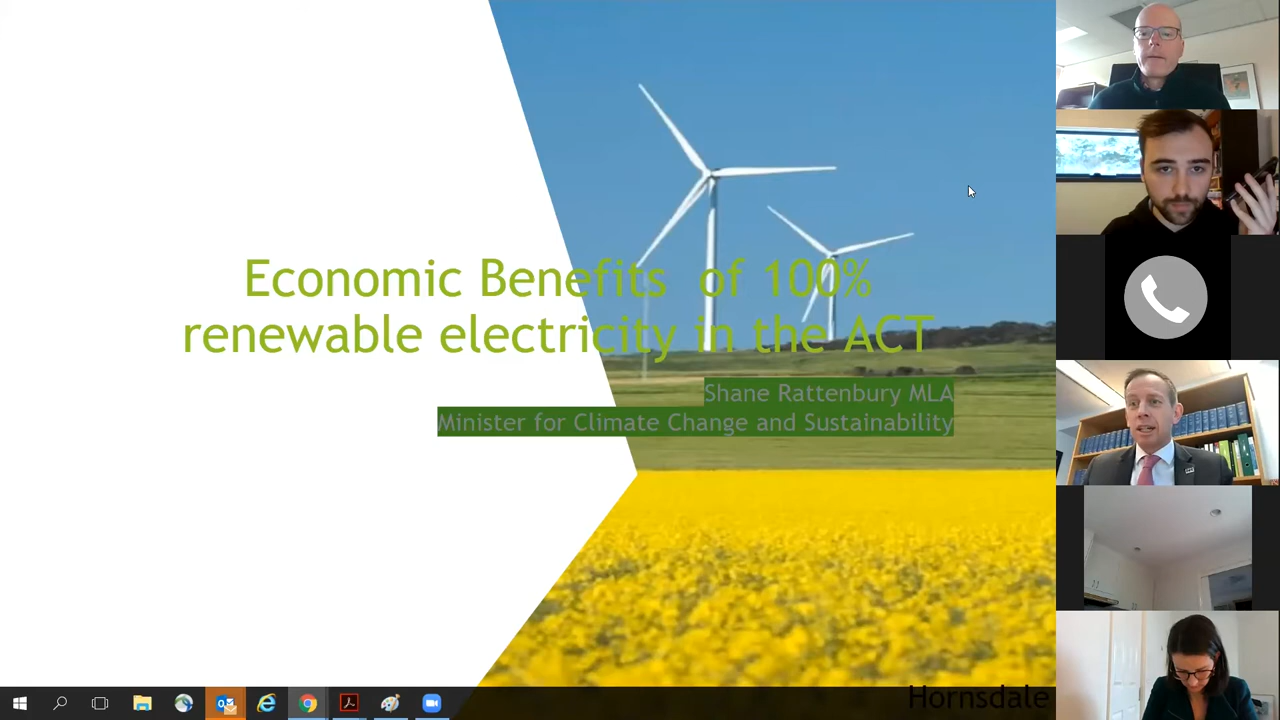 Economic Benefits  of 100%
renewable electricity in the ACT
Shane Rattenbury MLA
Minister for Climate Change and Sustainability
Hornsdale